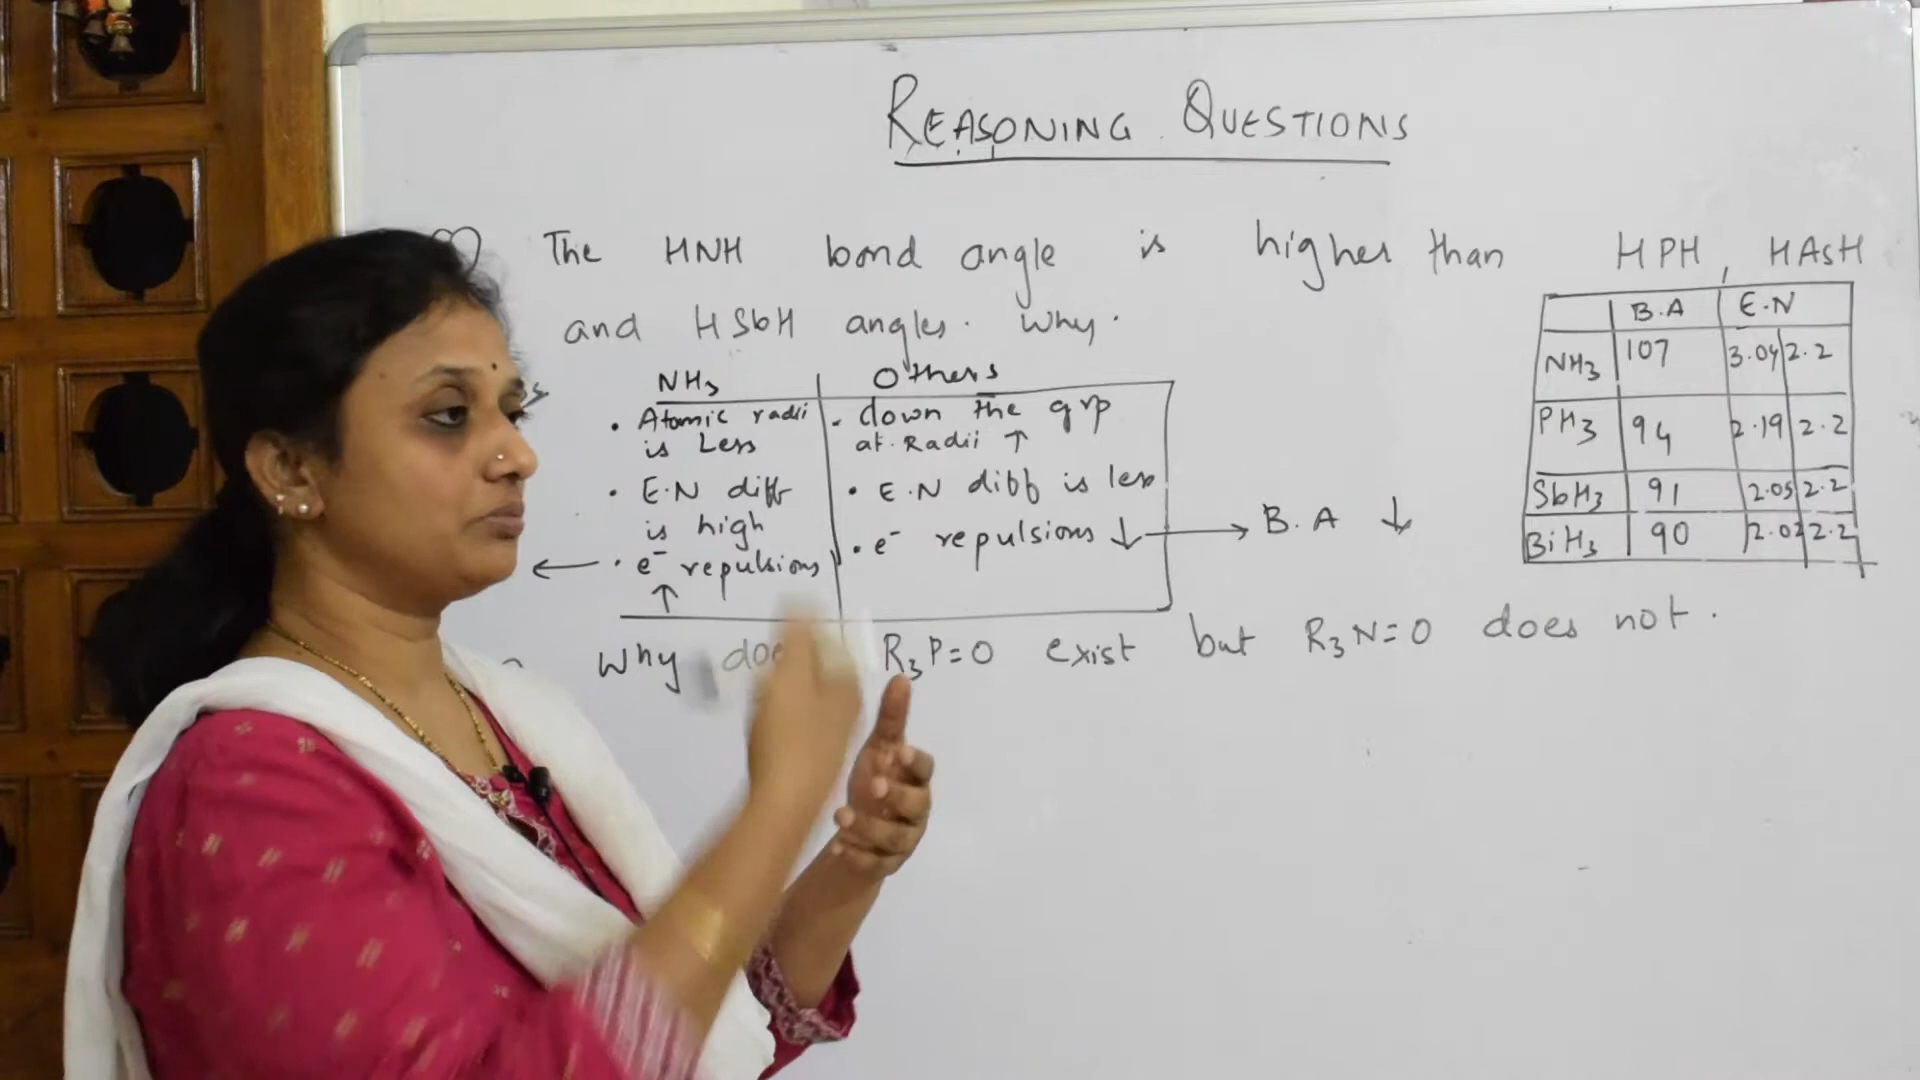 REASONING QUESTIONS
The HNH bond angle is higher than HPH, HAsH
and HSbH angles. Why.
NH₃ Others
• Atomic radii
is Less
• E.N diff
is high
• e⁻ repulsions
↑
• down the grp
at. Radii ↑
• E.N diff is less
• e⁻ repulsions ↓ → B.A ↓
B.A E.N
NH₃ 107 3.04 2.2
PH₃ 94 2.19 2.2
SbH₃ 91 2.05 2.2
BiH₃ 90 2.02 2.2
Why R₃P=O exist but R₃N=O does not.